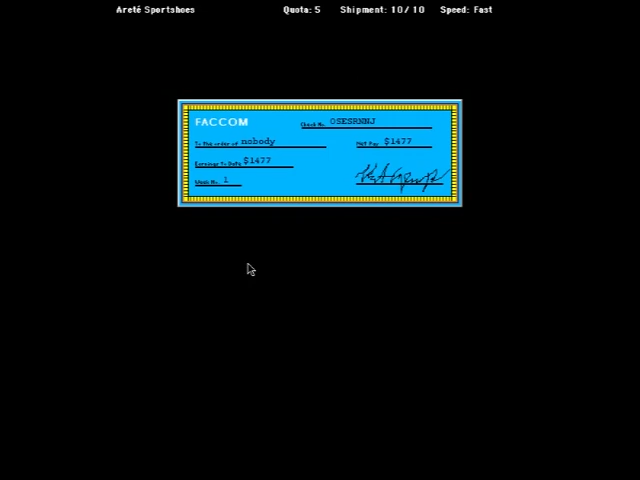 Areté Sportshoes Quota: 5 Shipment: 10/10 Speed: Fast
FACCOM Check No. OSESRNNJ
To the order of nobody Net Pay $1477
Earnings To Date $1477
Week No. 1